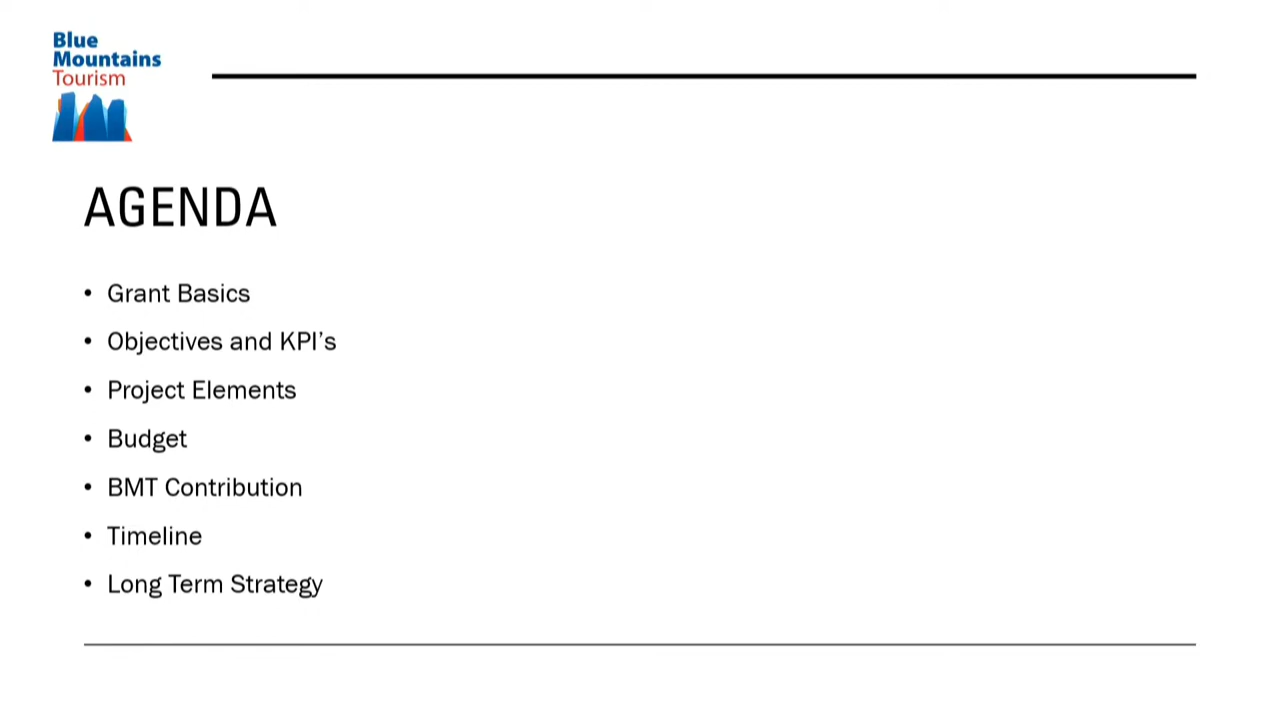 Blue
Mountains
Tourism
AGENDA
• Grant Basics
• Objectives and KPI’s
• Project Elements
• Budget
• BMT Contribution
• Timeline
• Long Term Strategy